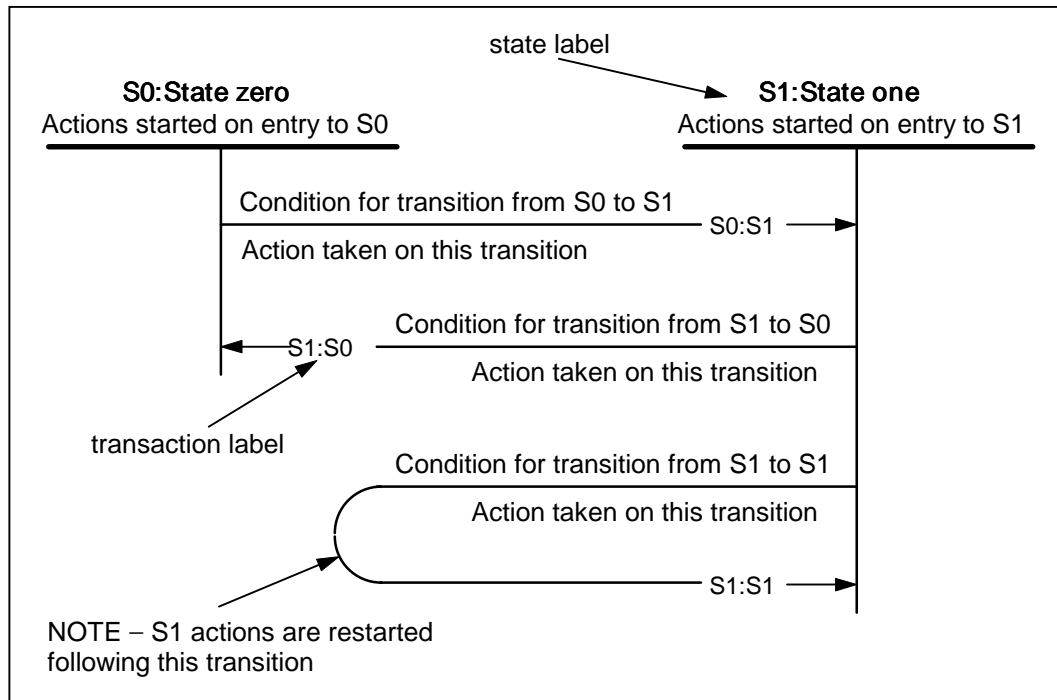 state label
S0:State zero
Actions started on entry to S0
S1:State one
Actions started on entry to S1
Condition for transition from S0 to S1
S0:S1
Action taken on this transition
Condition for transition from S1 to S0
S1:S0
Action taken on this transition
transaction label
Condition for transition from S1 to S1
Action taken on this transition
S1:S1
NOTE – S1 actions are restarted
following this transition